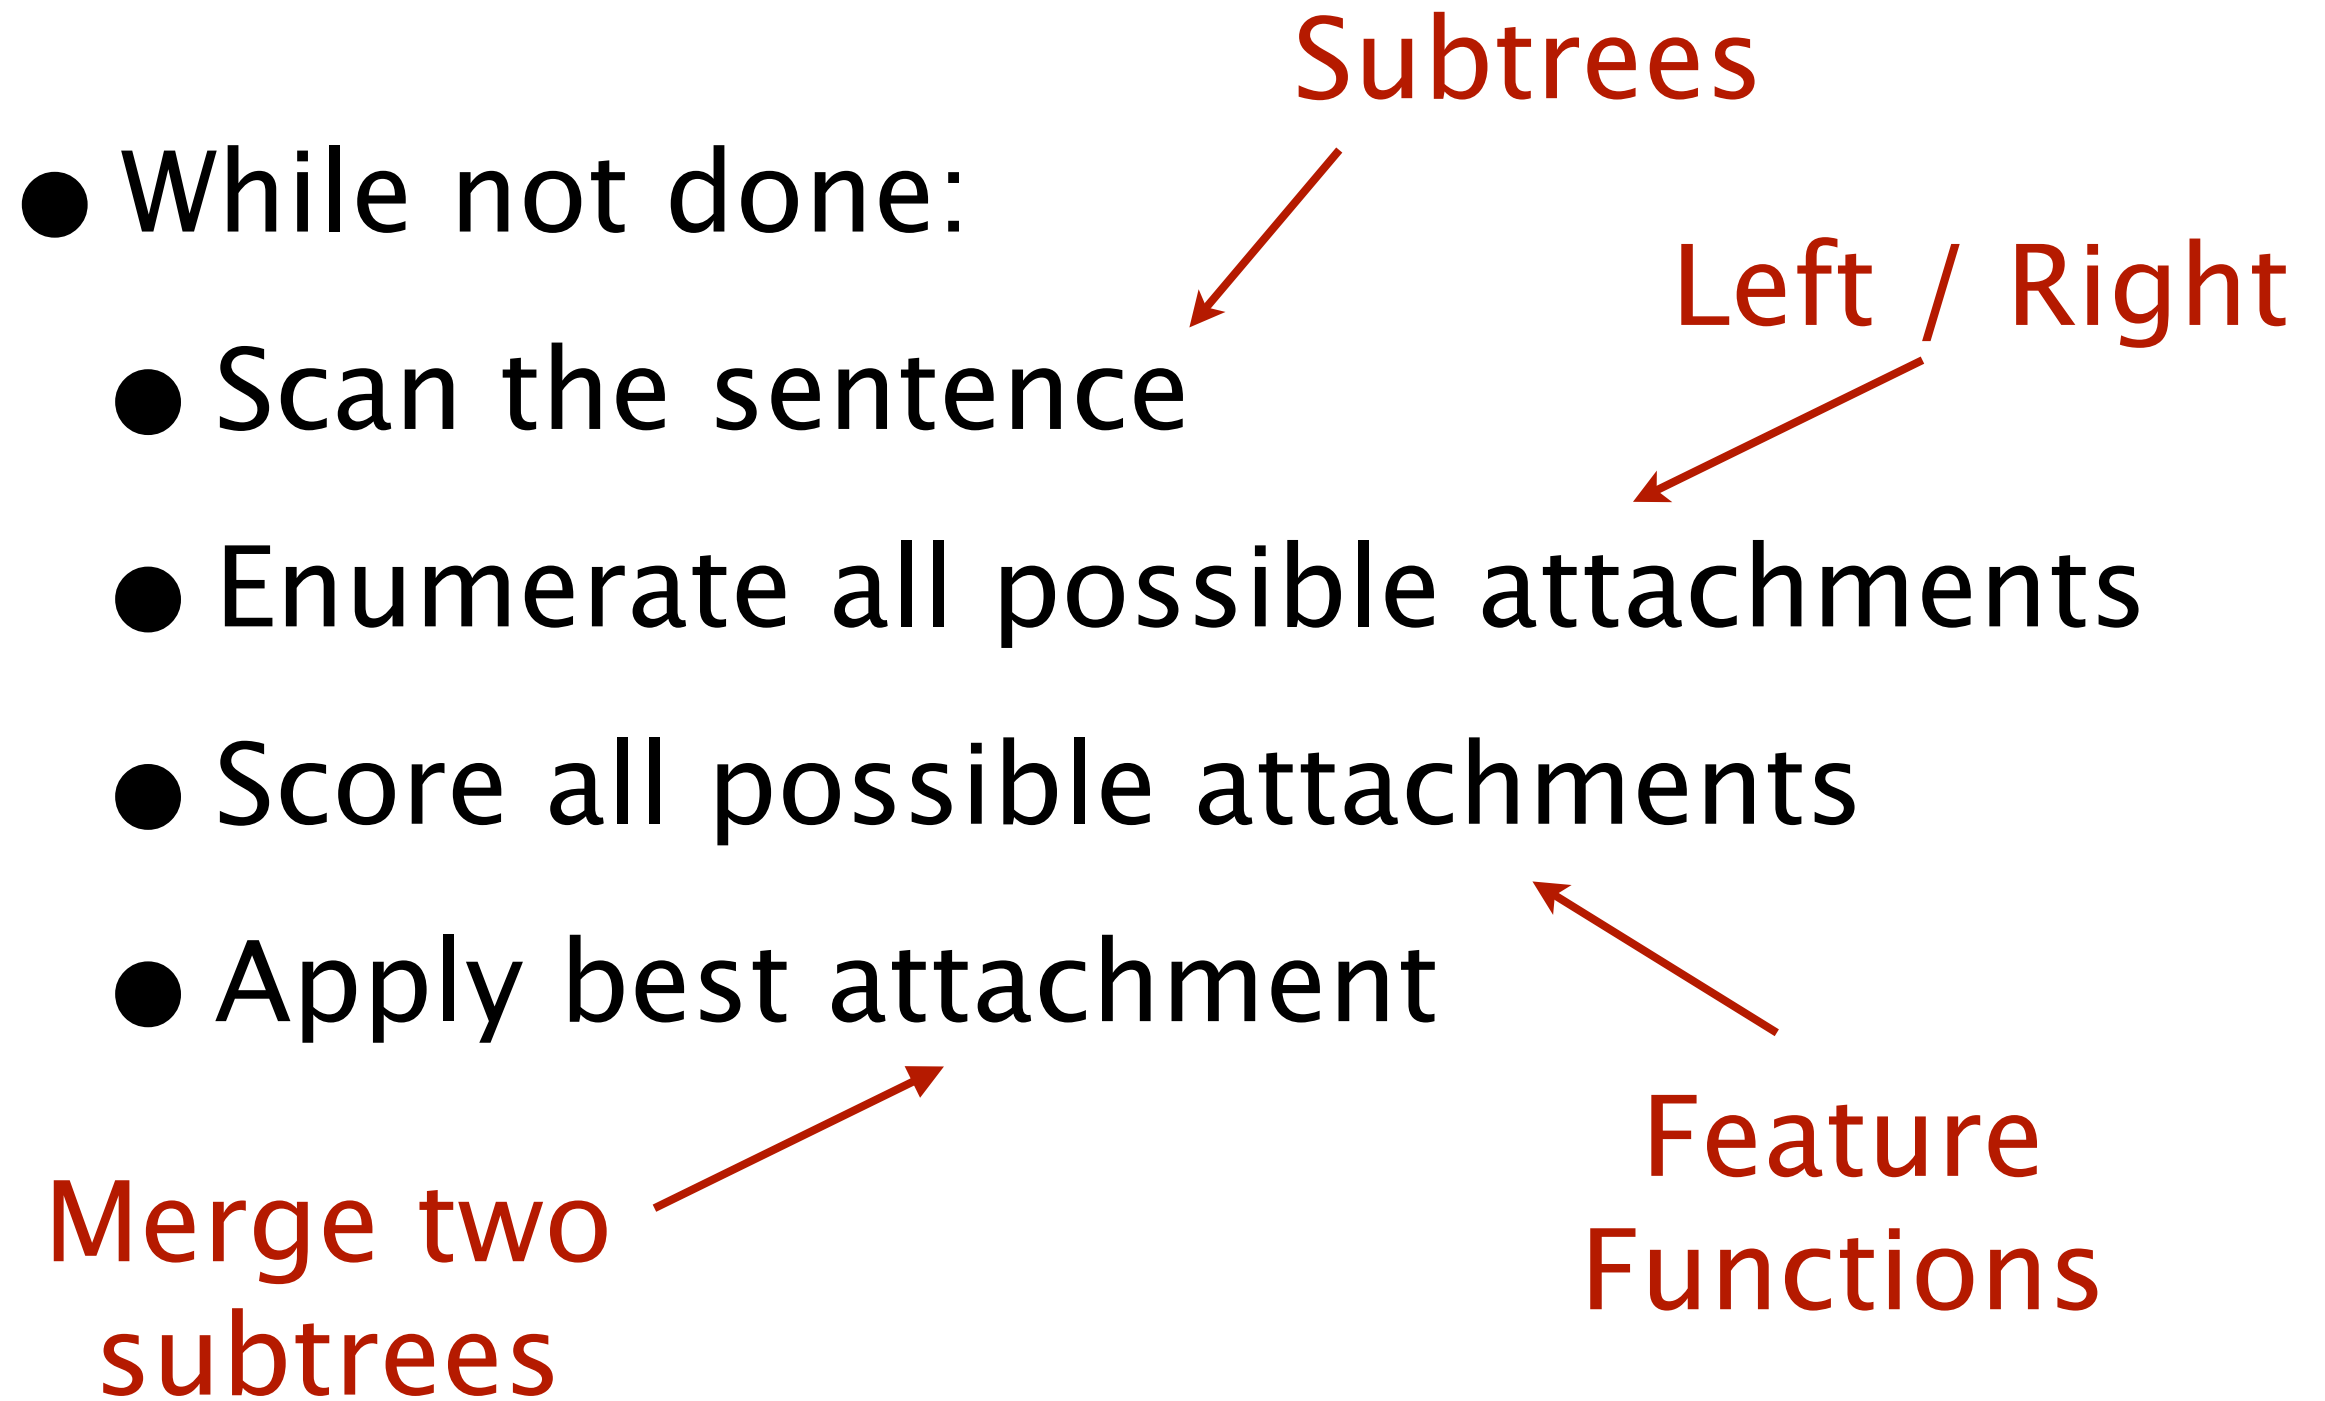 Subtrees
● While not done:
Left / Right
● Scan the sentence
● Enumerate all possible attachments
● Score all possible attachments
● Apply best attachment
Feature
Functions
Merge two
subtrees